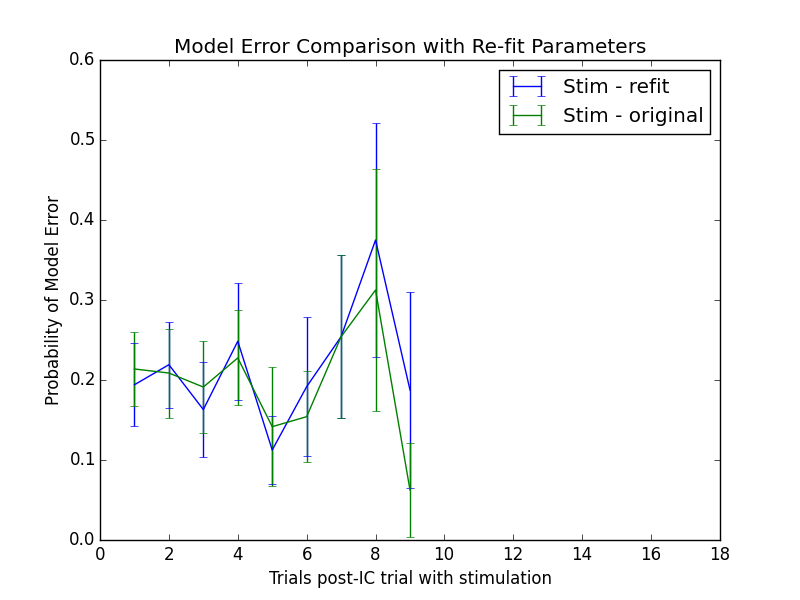 Model Error Comparison with Re-fit Parameters
Stim - refit
Stim - original
Probability of Model Error
0.6
0.5
0.4
0.3
0.2
0.1
0.0
0 2 4 6 8 10 12 14 16 18
Trials post-IC trial with stimulation